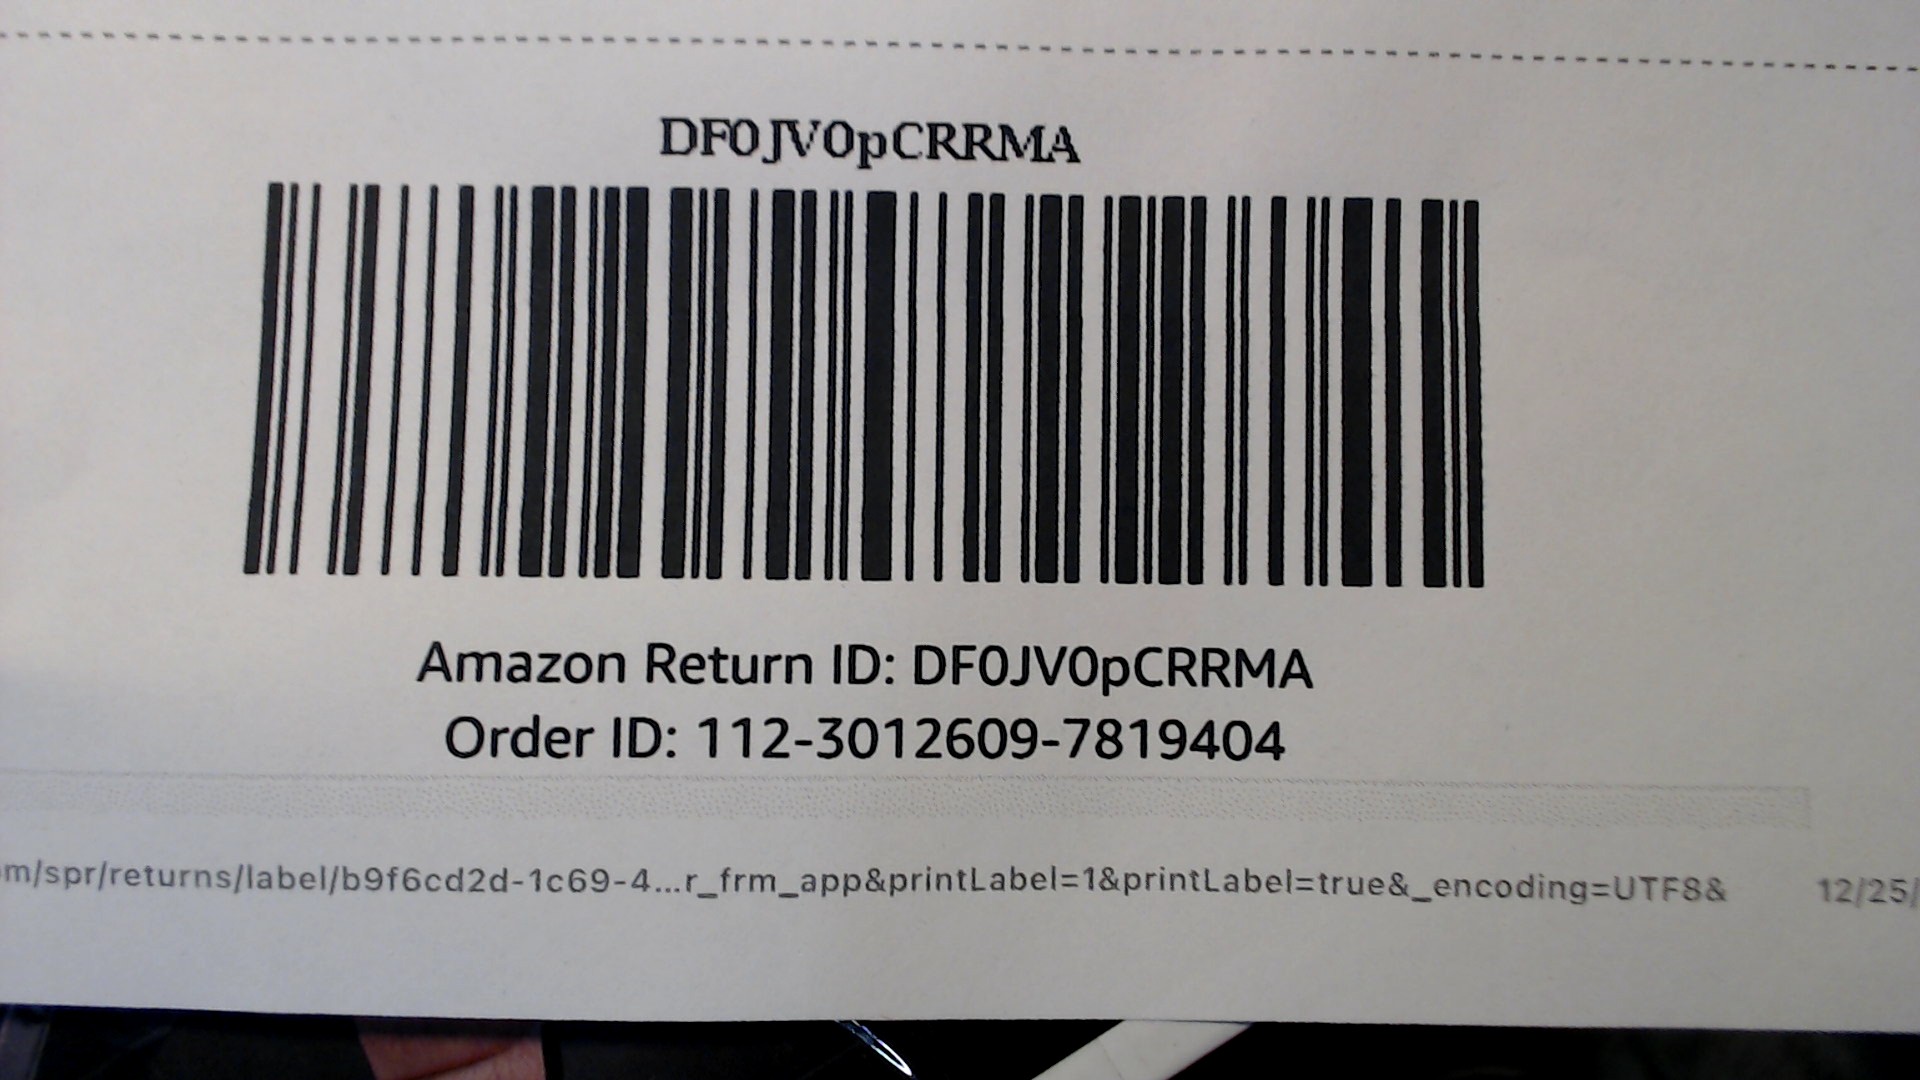 DF0JV0pCRRMA
Amazon Return ID: DF0JV0pCRRMA
Order ID: 112-3012609-7819404
m/spr/returns/label/b9f6cd2d-1c69-4...r_frm_app&printLabel=1&printLabel=true&_encoding=UTF8& 12/25/